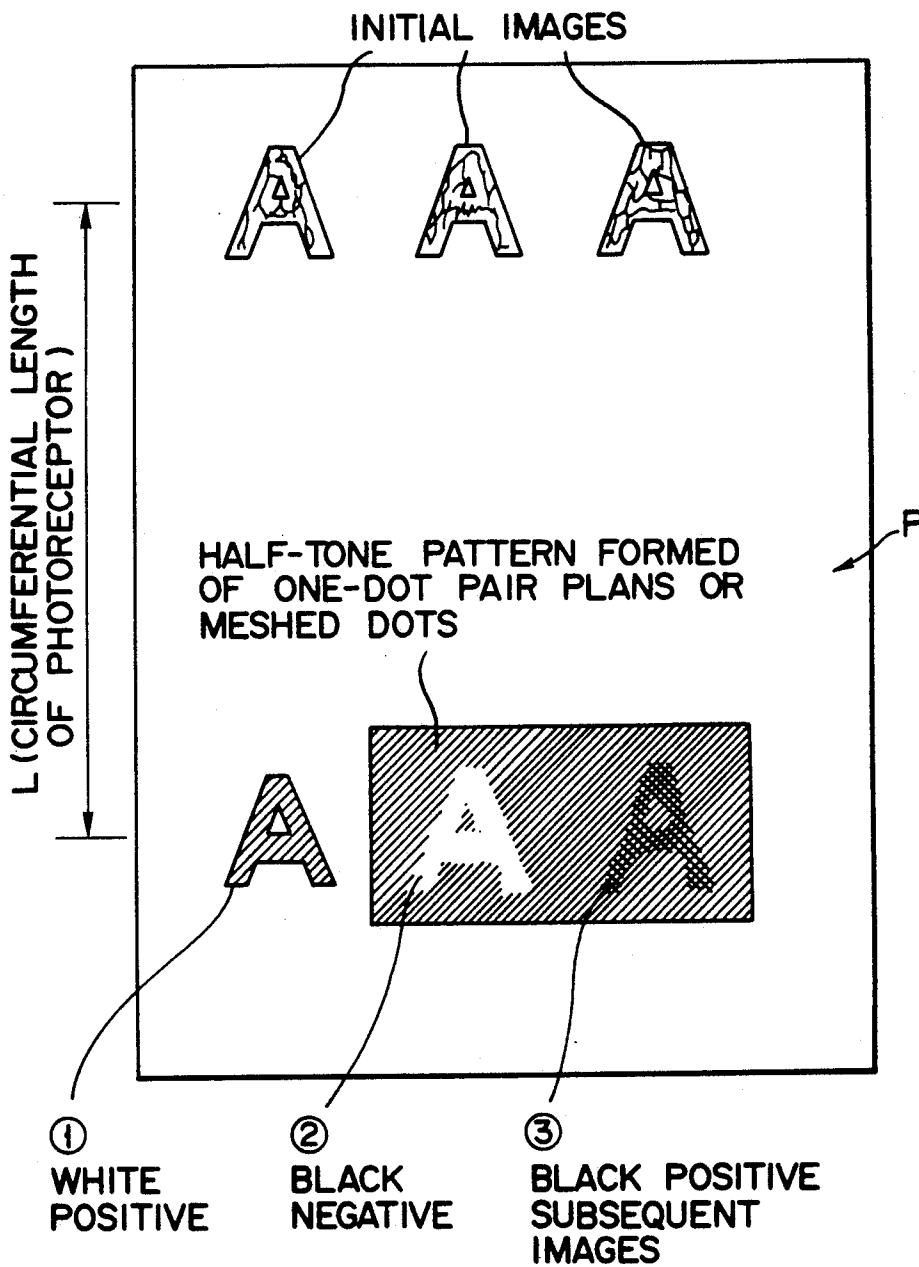 INITIAL IMAGES
A A A
L (CIRCUMFERENTIAL LENGTH
OF PHOTORECEPTOR)
P
HALF-TONE PATTERN FORMED
OF ONE-DOT PAIR PLANS OR
MESHED DOTS
A A A
①
WHITE
POSITIVE
②
BLACK
NEGATIVE
③
BLACK POSITIVE
SUBSEQUENT
IMAGES